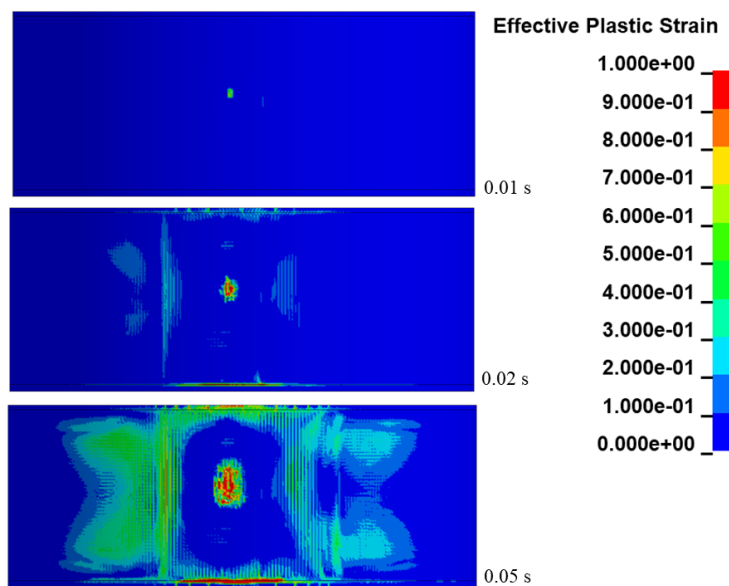 Effective Plastic Strain
1.000e+00
9.000e-01
8.000e-01
7.000e-01
6.000e-01
5.000e-01
4.000e-01
3.000e-01
2.000e-01
1.000e-01
0.000e+00
0.01 s
0.02 s
0.05 s